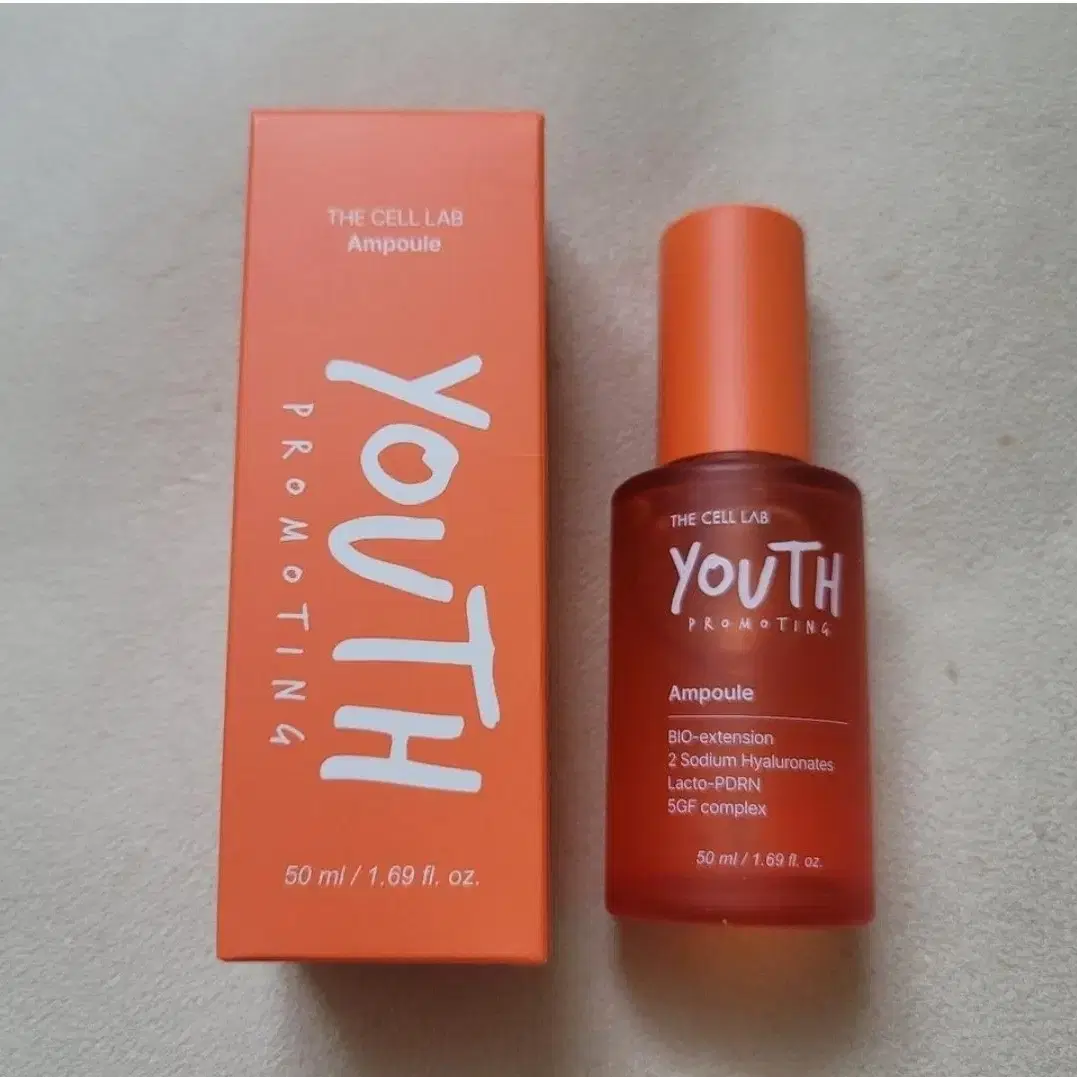 THE CELL LAB
Ampoule
YOUTH
PROMOTING
50 ml / 1.69 fl. oz.
THE CELL LAB
YOUTH
PROMOTING
Ampoule
BIO-extension
2 Sodium Hyaluronates
Lacto-PDRN
5GF complex
50 ml / 1.69 fl. oz.